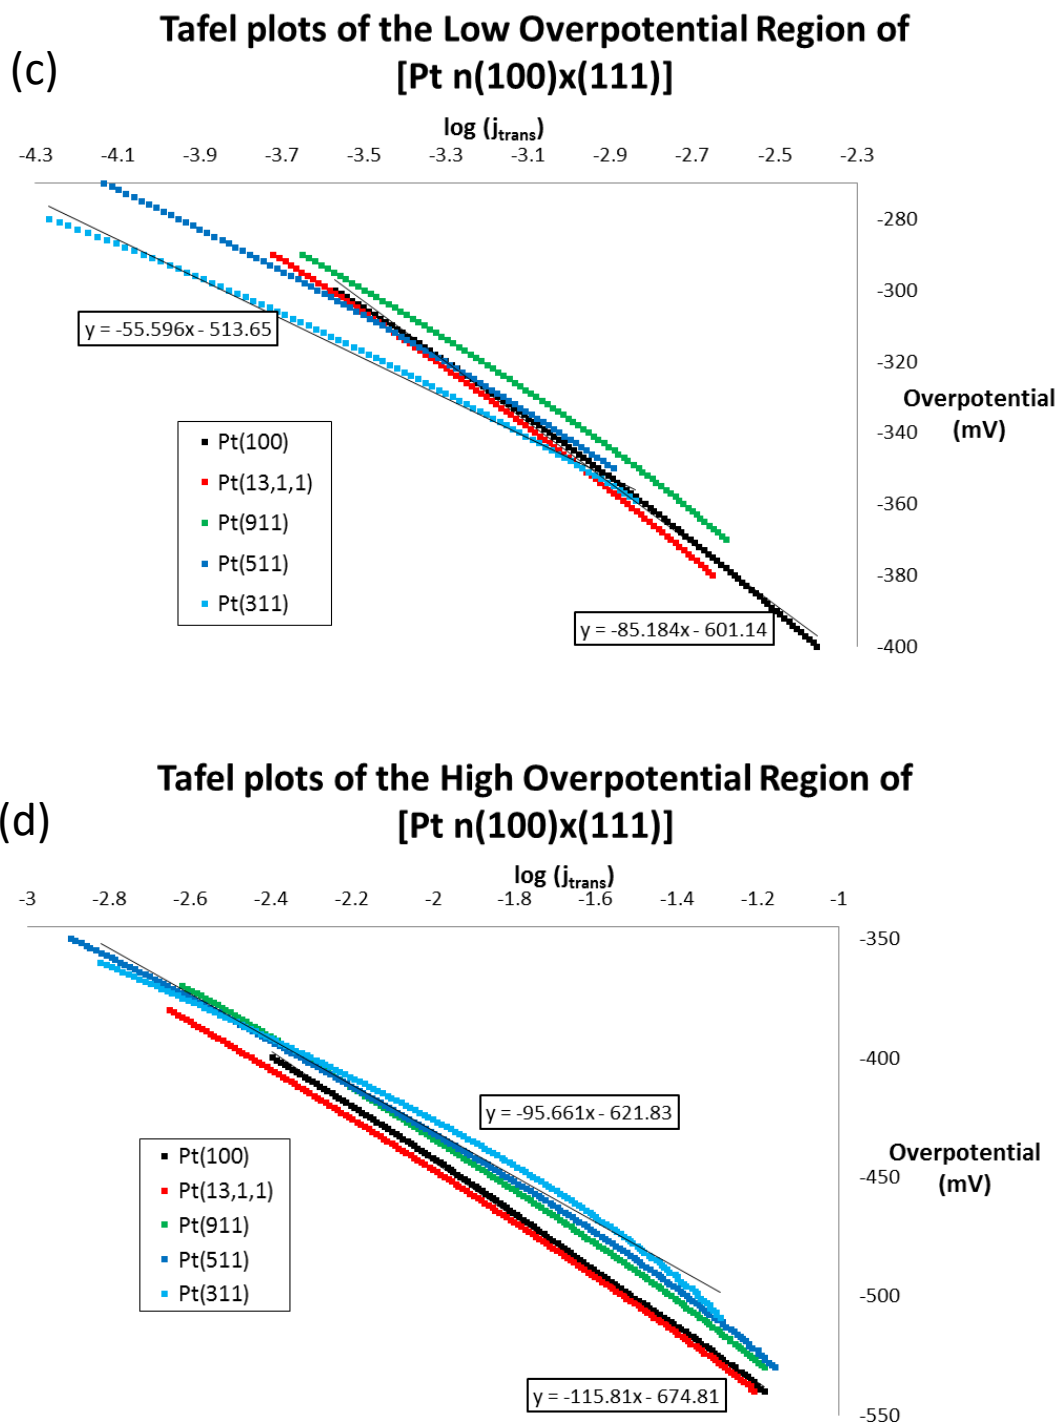 Tafel plots of the Low Overpotential Region of
(c)
[Pt n(100)x(111)]
log (jtrans)
-4.3 -4.1 -3.9 -3.7 -3.5 -3.3 -3.1 -2.9 -2.7 -2.5 -2.3
-280
-300
y = -55.596x - 513.65
-320
-340
-360
-380
-400
Overpotential
(mV)
Pt(100)
Pt(13,1,1)
Pt(911)
Pt(511)
Pt(311)
y = -85.184x - 601.14
Tafel plots of the High Overpotential Region of
(d)
[Pt n(100)x(111)]
log (jtrans)
-3 -2.8 -2.6 -2.4 -2.2 -2 -1.8 -1.6 -1.4 -1.2 -1
-350
-400
-450
-500
-550
y = -95.661x - 621.83
Overpotential
(mV)
Pt(100)
Pt(13,1,1)
Pt(911)
Pt(511)
Pt(311)
y = -115.81x - 674.81